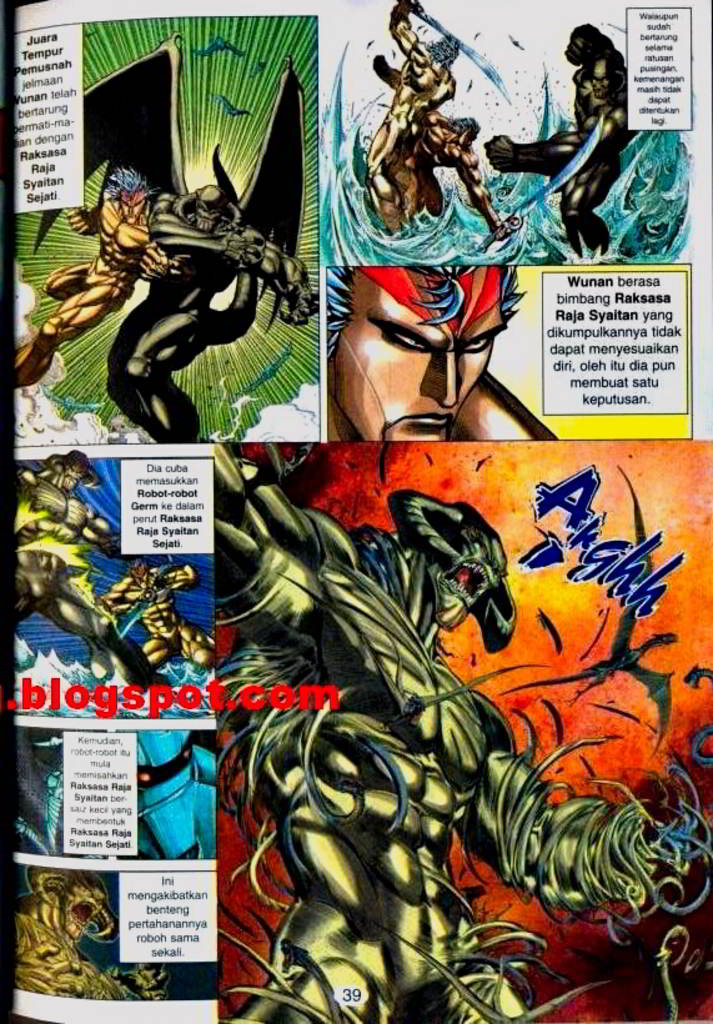 Juara
Tempur
Pemusnah
jelmaan
Wunan telah
bertarung
bermati-ma-
tian dengan
Raksasa
Raja
Syaitan
Sejati.
Walaupun
sudah
bertarung
selama
ratusan
pusingan,
kemenangan
masih tidak
dapat
ditentukan
lagi.
Wunan berasa
bimbang Raksasa
Raja Syaitan yang
dikumpulkannya tidak
dapat menyesuaikan
diri, oleh itu dia pun
membuat satu
keputusan.
Dia cuba
memasukkan
Robot-robot
Germ ke dalam
perut Raksasa
Raja Syaitan
Sejati.
Arghh
.blogspot.com
Kemudian,
robot-robot itu
mula
memisahkan
Raksasa Raja
Syaitan ber-
saiz kecil yang
membentuk
Raksasa Raja
Syaitan Sejati.
Ini
mengakibatkan
benteng
pertahanannya
roboh sama
sekali.
39